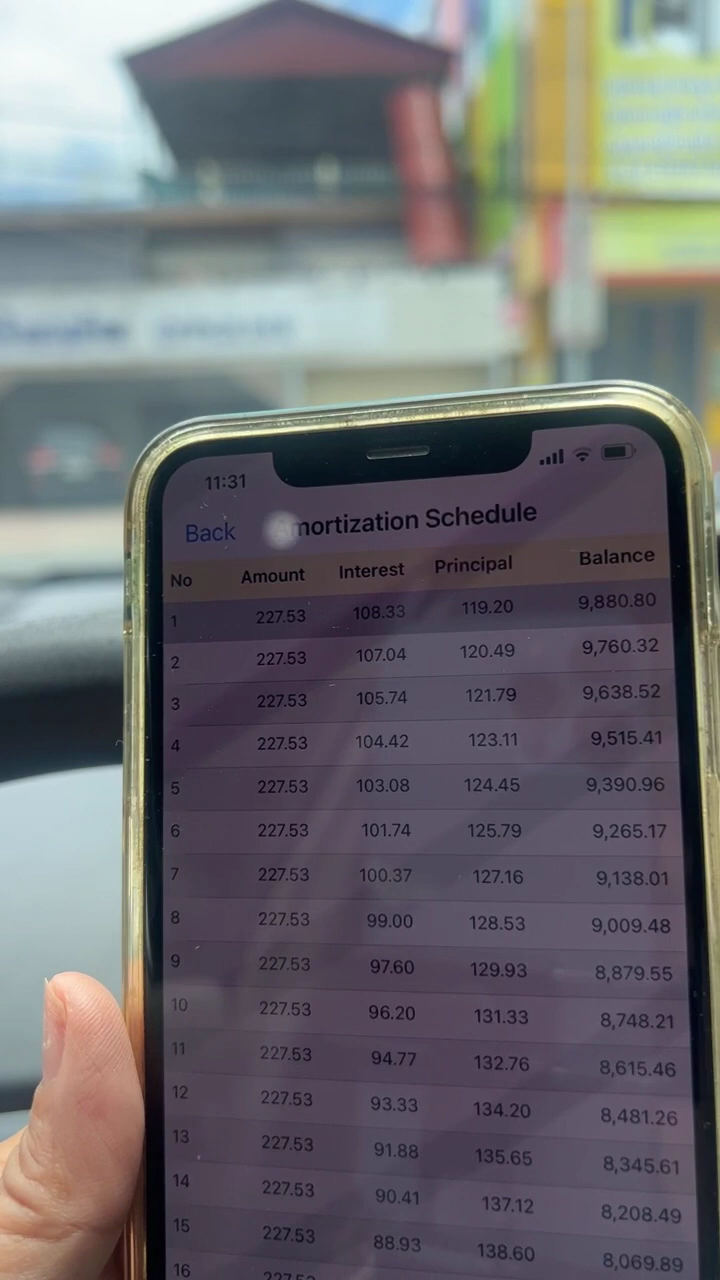 11:31
Back mortization Schedule
No Amount Interest Principal Balance
1 227.53 108.33 119.20 9,880.80
2 227.53 107.04 120.49 9,760.32
3 227.53 105.74 121.79 9,638.52
4 227.53 104.42 123.11 9,515.41
5 227.53 103.08 124.45 9,390.96
6 227.53 101.74 125.79 9,265.17
7 227.53 100.37 127.16 9,138.01
8 227.53 99.00 128.53 9,009.48
9 227.53 97.60 129.93 8,879.55
10 227.53 96.20 131.33 8,748.21
11 227.53 94.77 132.76 8,615.46
12 227.53 93.33 134.20 8,481.26
13 227.53 91.88 135.65 8,345.61
14 227.53 90.41 137.12 8,208.49
15 227.53 88.93 138.60 8,069.89
16 227.53